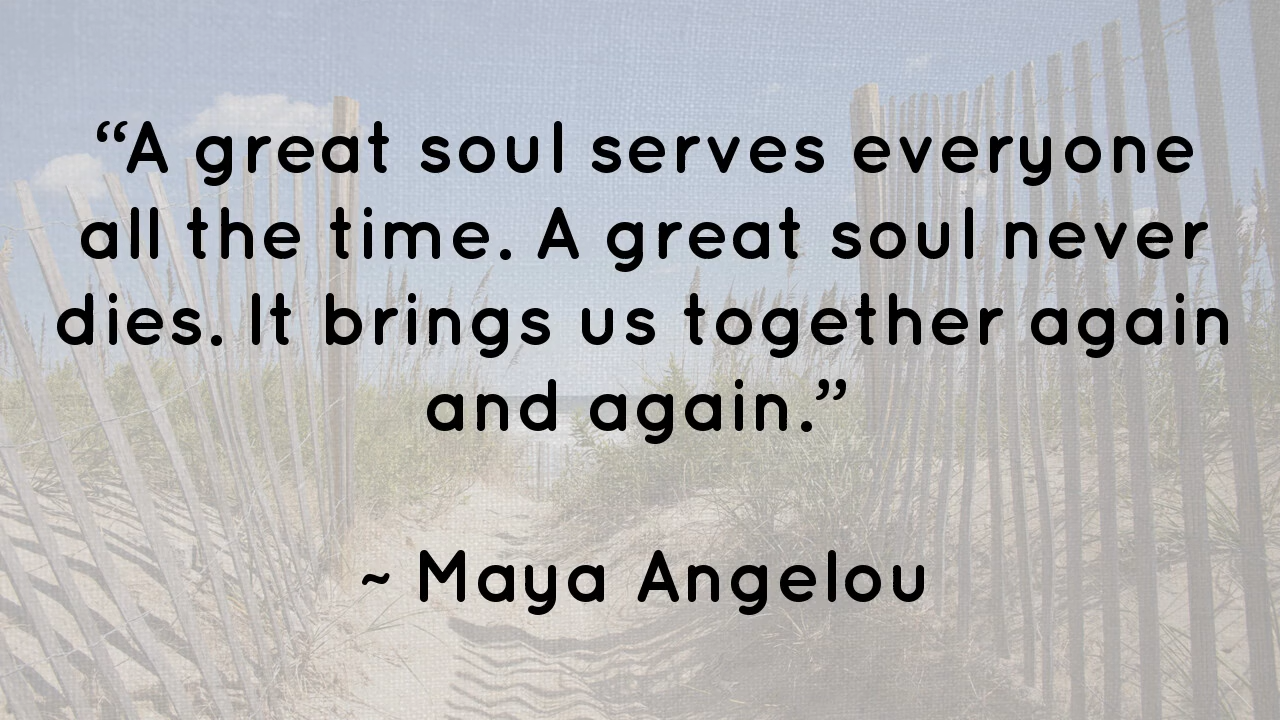 “A great soul serves everyone
all the time. A great soul never
dies. It brings us together again
and again.”
~ Maya Angelou